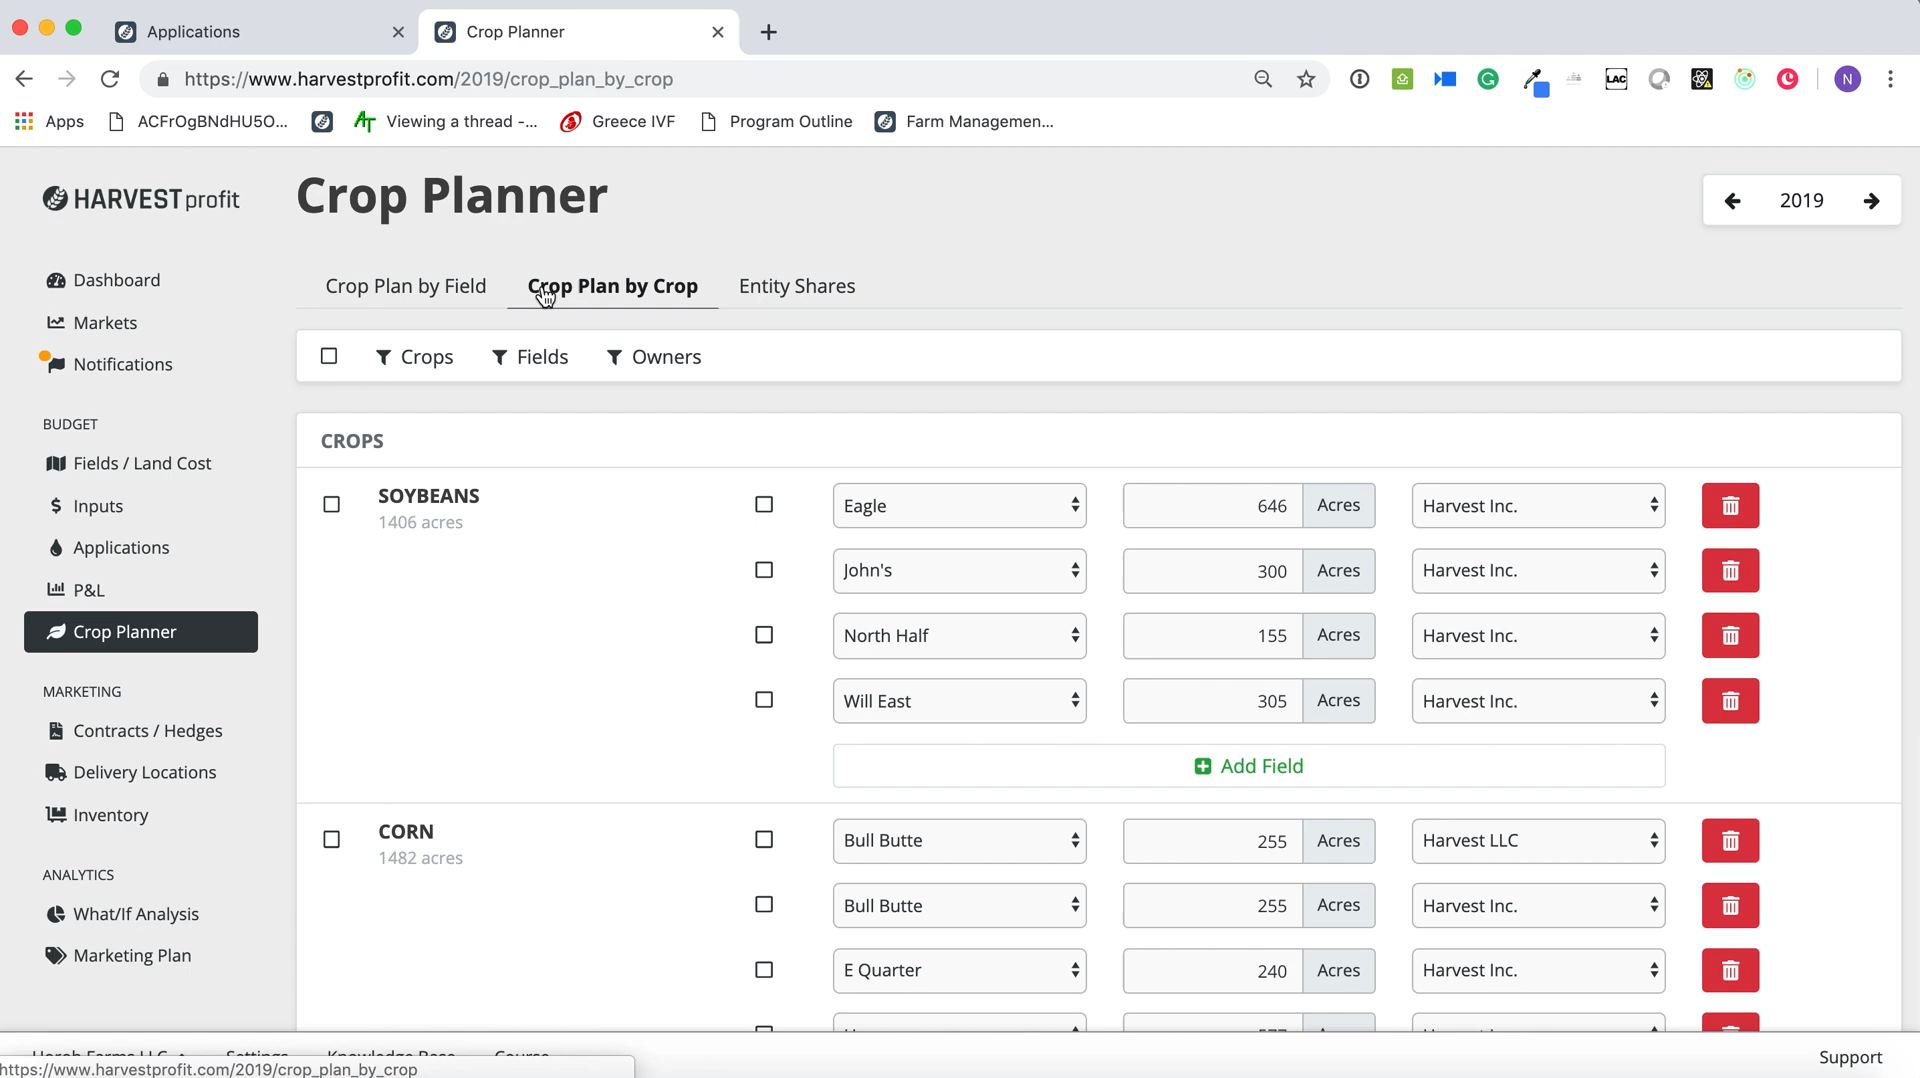 Applications
Crop Planner
https://www.harvestprofit.com/2019/crop_plan_by_crop
LAC
N
Apps
ACFrOgBNdHU5O...
Viewing a thread -...
Greece IVF
Program Outline
Farm Managemen...
HARVEST profit
Crop Planner
2019
Dashboard
Markets
Notifications
BUDGET
Fields / Land Cost
Inputs
Applications
P&L
Crop Planner
MARKETING
Contracts / Hedges
Delivery Locations
Inventory
ANALYTICS
What/If Analysis
Marketing Plan
Crop Plan by Field
Crop Plan by Crop
Entity Shares
Crops
Fields
Owners
CROPS
SOYBEANS
1406 acres
Eagle 646 Acres Harvest Inc.
John's 300 Acres Harvest Inc.
North Half 155 Acres Harvest Inc.
Will East 305 Acres Harvest Inc.
Add Field
CORN
1482 acres
Bull Butte 255 Acres Harvest LLC
Bull Butte 255 Acres Harvest Inc.
E Quarter 240 Acres Harvest Inc.
Settings Knowledge Base Course
Support
https://www.harvestprofit.com/2019/crop_plan_by_crop